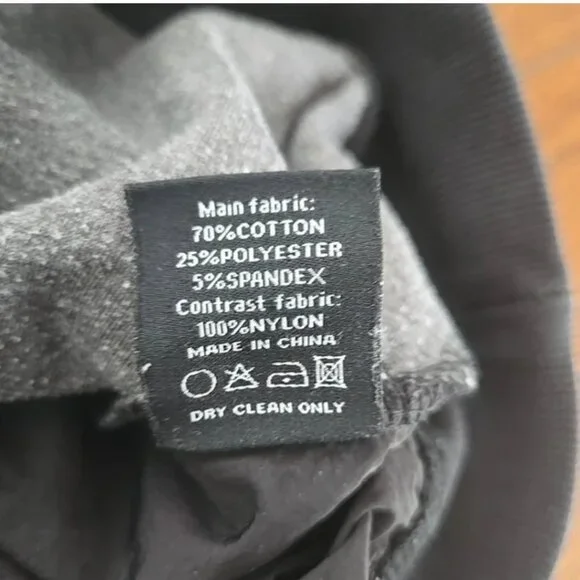 Main fabric:
70%COTTON
25%POLYESTER
5%SPANDEX
Contrast fabric:
100%NYLON
MADE IN CHINA
DRY CLEAN ONLY